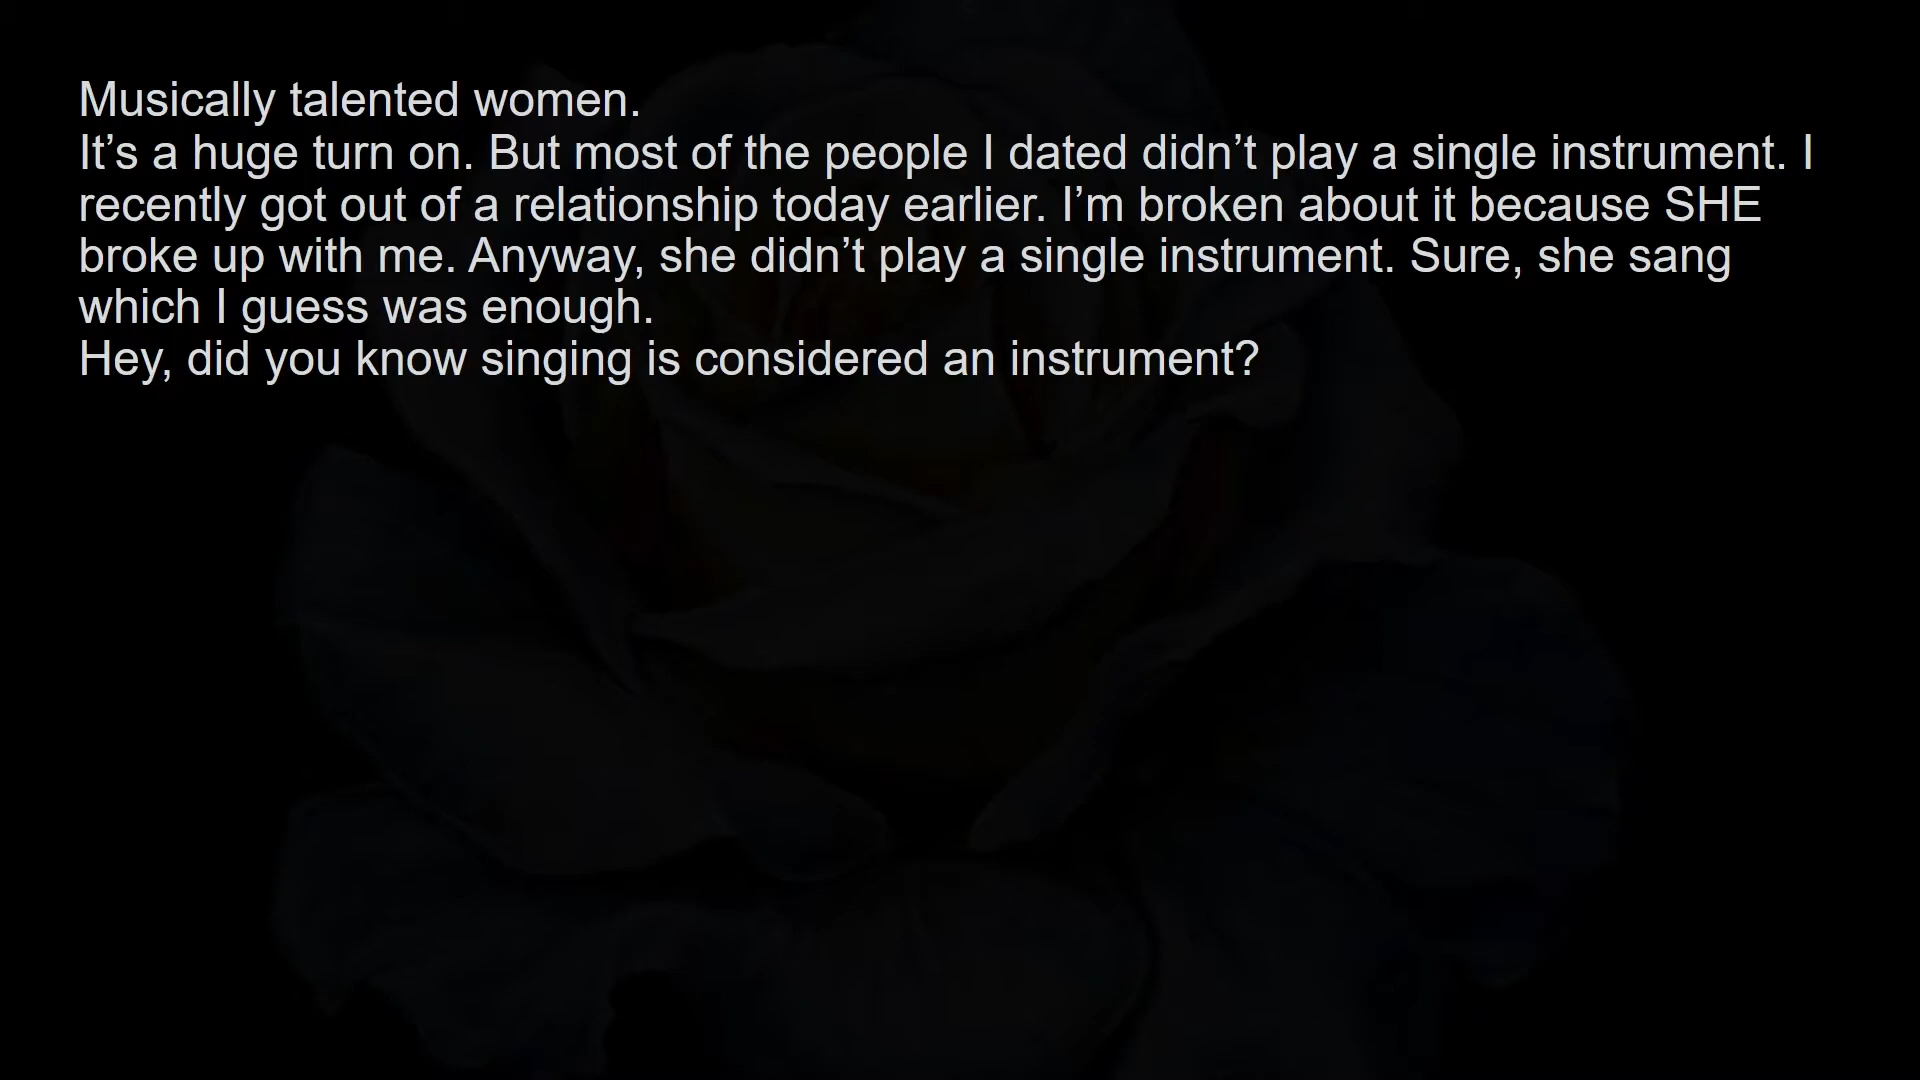 Musically talented women.
It’s a huge turn on. But most of the people I dated didn’t play a single instrument. I
recently got out of a relationship today earlier. I’m broken about it because SHE
broke up with me. Anyway, she didn’t play a single instrument. Sure, she sang
which I guess was enough.
Hey, did you know singing is considered an instrument?